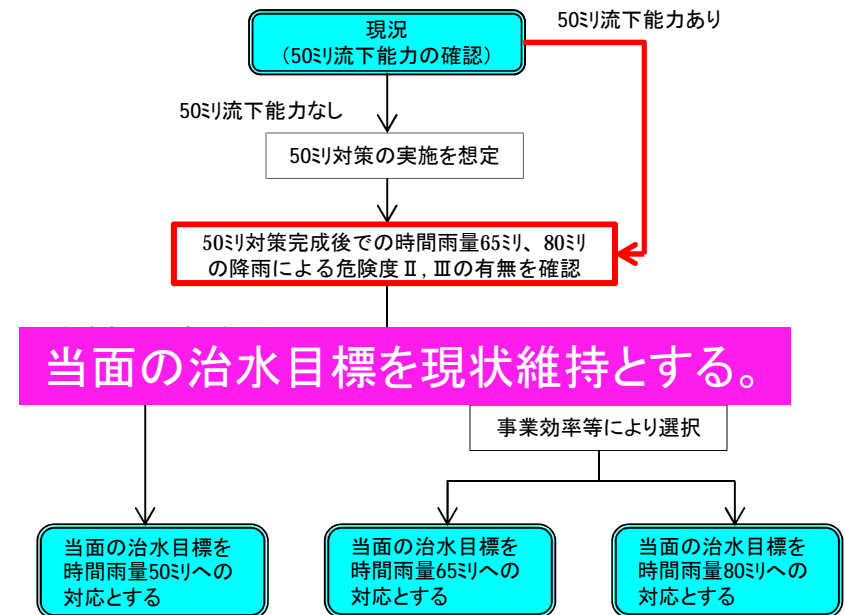 現況
(50ミリ流下能力の確認)
50ミリ流下能力あり
50ミリ流下能力なし
50ミリ対策の実施を想定
50ミリ対策完成後での時間雨量65ミリ、80ミリ
の降雨による危険度Ⅱ,Ⅲの有無を確認
当面の治水目標を現状維持とする。
事業効率等により選択
当面の治水目標を
時間雨量50ミリへの
対応とする
当面の治水目標を
時間雨量65ミリへの
対応とする
当面の治水目標を
時間雨量80ミリへの
対応とする